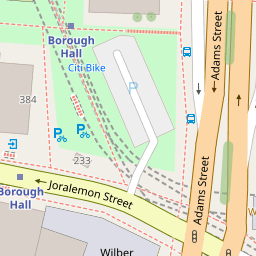 Borough
Hall
Citi Bike
P
Adams Street
384
P
P
233
Borough
Hall
Joralemon Street
Adams Street
Wilber